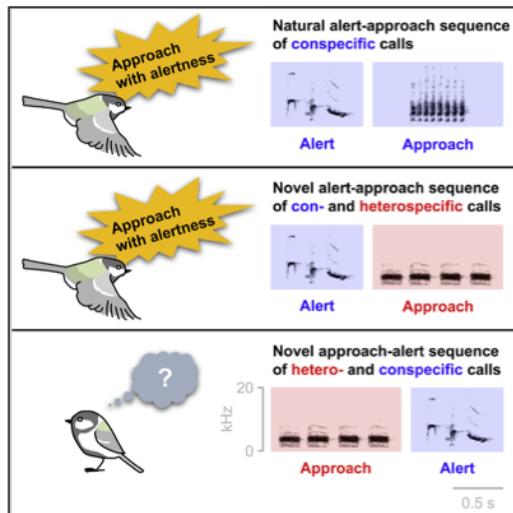 Approach
with alertness
Natural alert-approach sequence
of conspecific calls
Alert
Approach
Approach
with alertness
Novel alert-approach sequence
of con- and heterospecific calls
Alert
Approach
?
Novel approach-alert sequence
of hetero- and conspecific calls
20
kHz
0
Approach
Alert
0.5 s